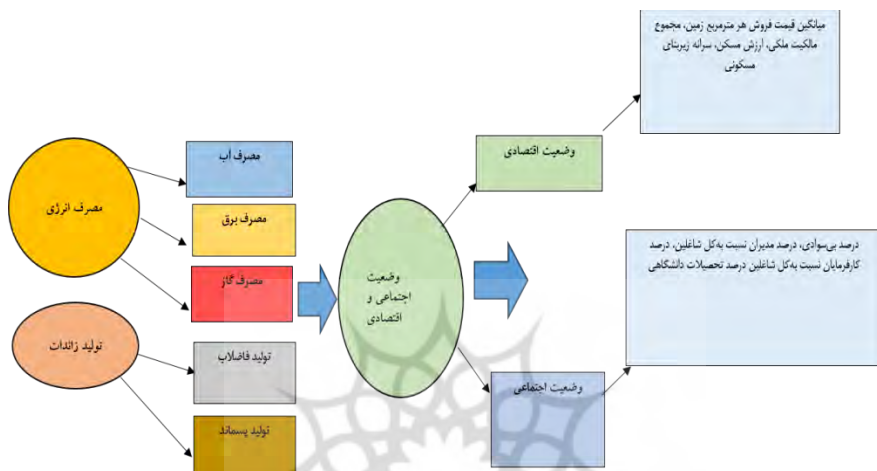 میانگین قیمت فروش هر مترمربع زمین، مجموع
مالکیت ملکی، ارزش مسکن، سرانه زیربنای
مسکونی
وضعیت اقتصادی
مصرف آب
مصرف انرژی
مصرف برق
مصرف گاز
وضعیت
اجتماعی و
اقتصادی
درصد بی‌سوادی، درصد مدیران نسبت به‌کل شاغلین، درصد
کارفرمایان نسبت به‌کل شاغلین درصد تحصیلات دانشگاهی
تولید زائدات
تولید فاضلاب
وضعیت اجتماعی
تولید پسماند